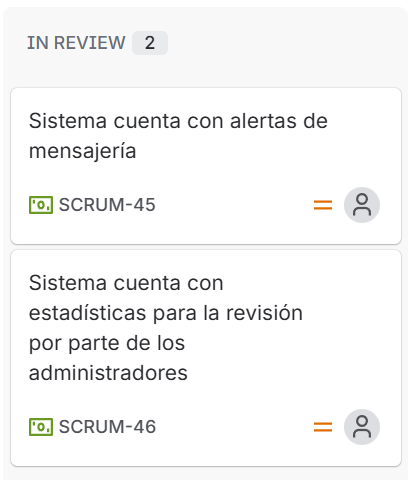 IN REVIEW 2
Sistema cuenta con alertas de
mensajería
SCRUM-45
Sistema cuenta con
estadísticas para la revisión
por parte de los
administradores
SCRUM-46